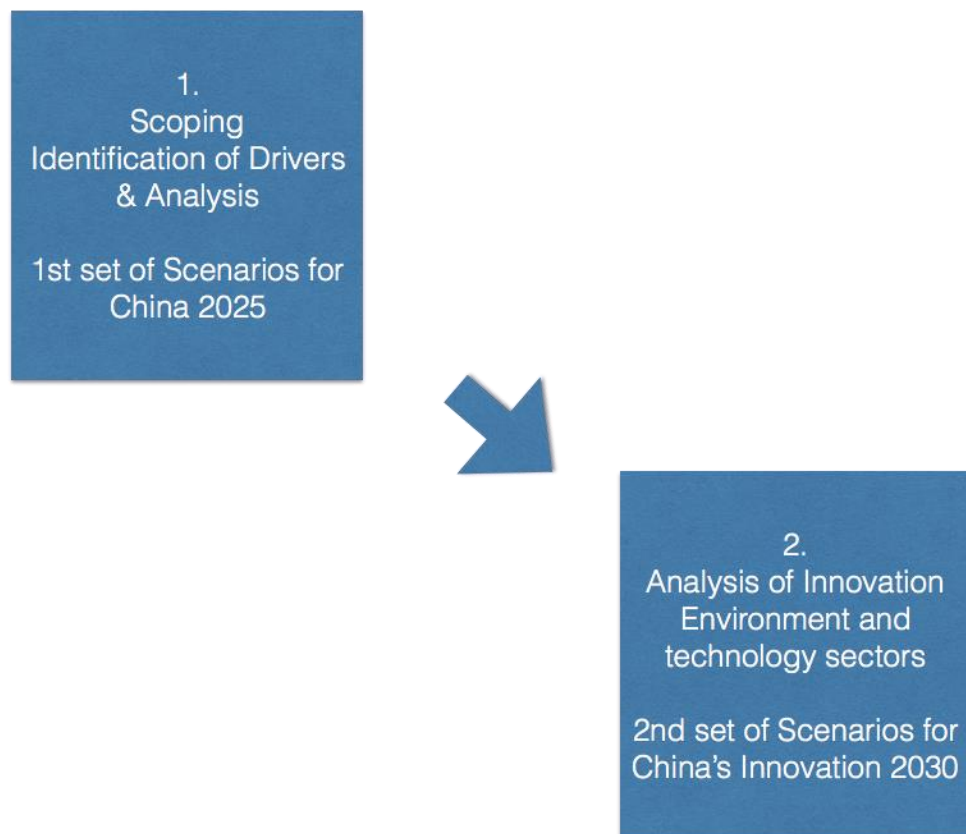 1.
Scoping
Identification of Drivers
& Analysis
1st set of Scenarios for
China 2025
2.
Analysis of Innovation
Environment and
technology sectors
2nd set of Scenarios for
China’s Innovation 2030